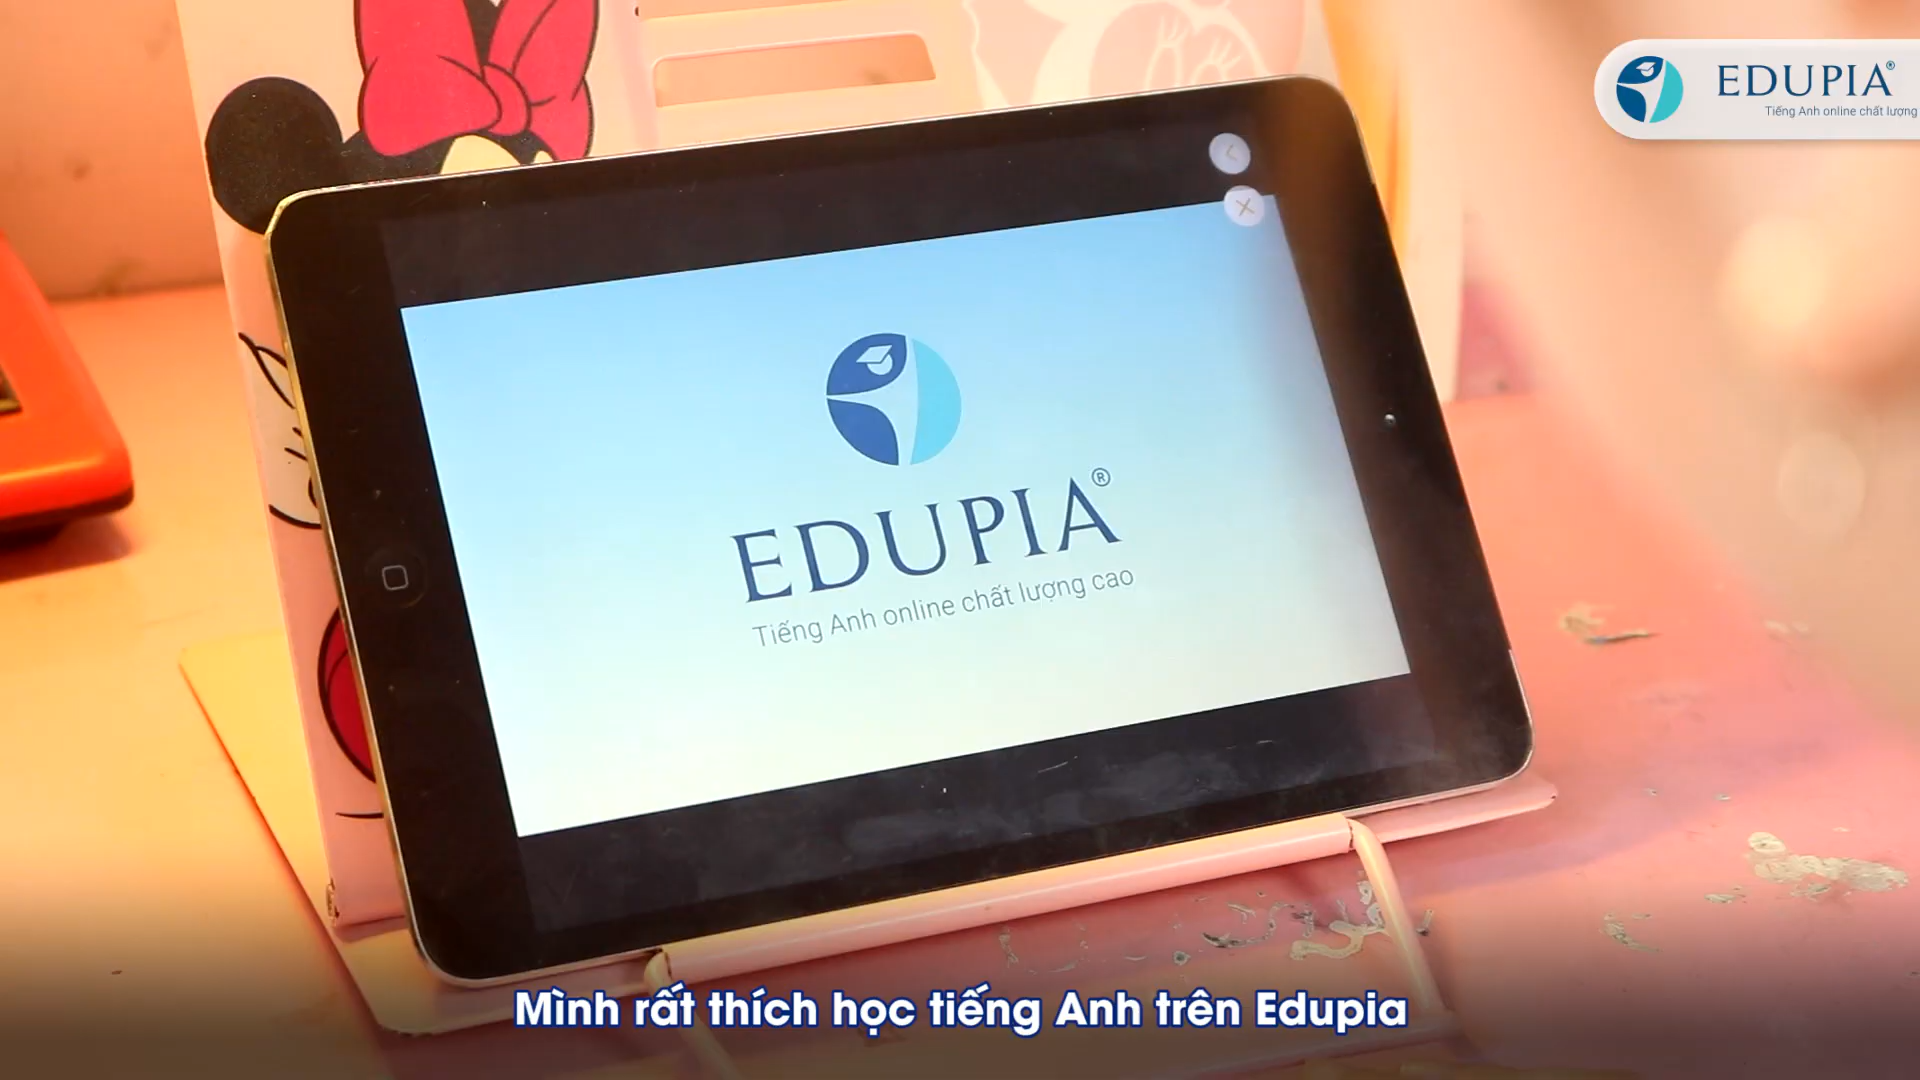 EDUPIA®
Tiếng Anh online chất lượng
EDUPIA®
Tiếng Anh online chất lượng cao
Mình rất thích học tiếng Anh trên Edupia